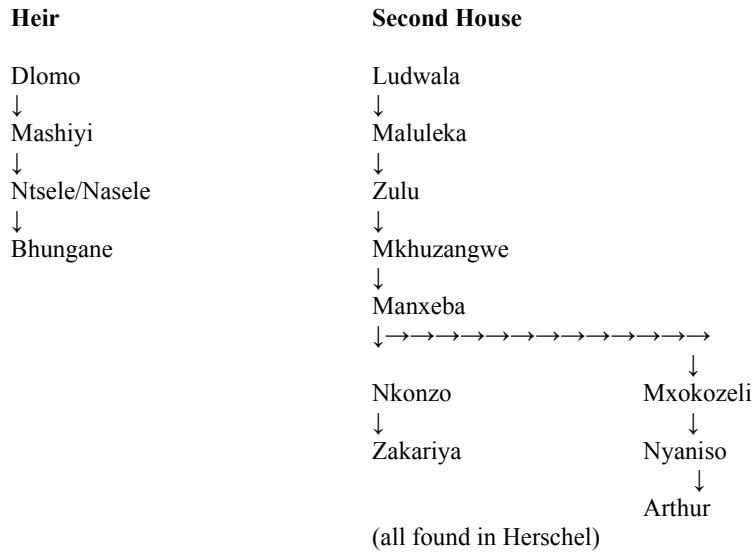 Heir Second House
Dlomo Ludwala
↓ ↓
Mashiyi Maluleka
↓ ↓
Ntsele/Nasele Zulu
↓ ↓
Bhungane Mkhuzangwe
↓
Manxeba
↓→→→→→→→→→→→→→
↓
Nkonzo Mxokozeli
↓ ↓
Zakariya Nyaniso
↓
Arthur
(all found in Herschel)